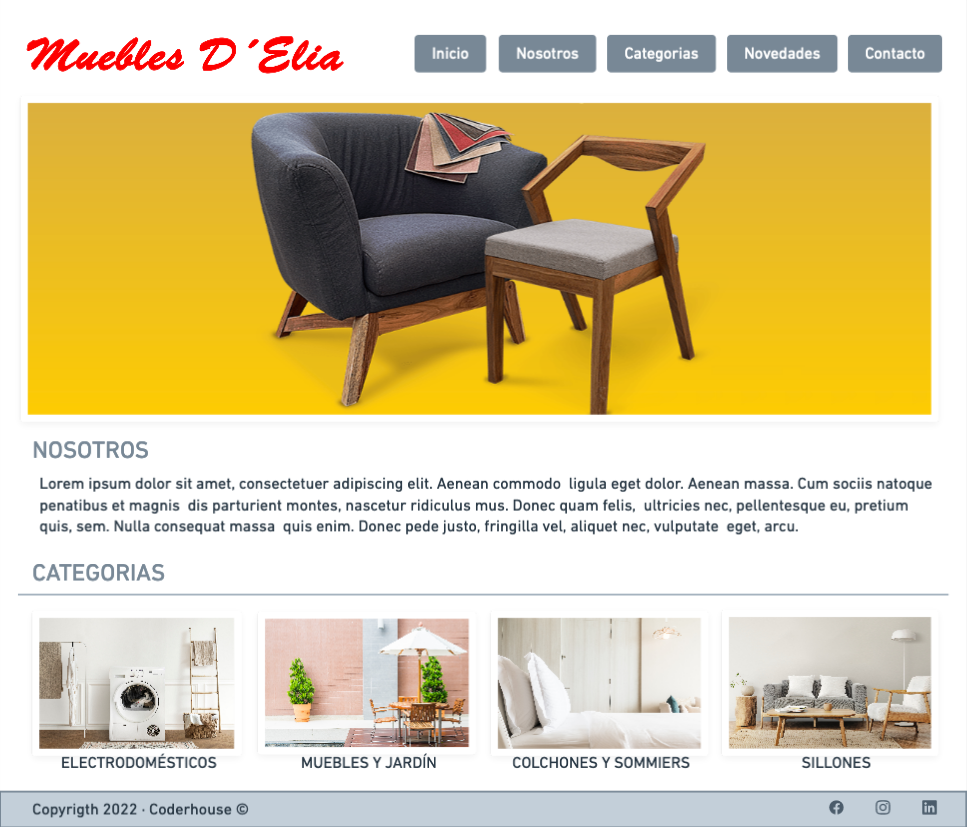 Muebles D´Elia
Inicio
Nosotros
Categorias
Novedades
Contacto
NOSOTROS
Lorem ipsum dolor sit amet, consectetuer adipiscing elit. Aenean commodo ligula eget dolor. Aenean massa. Cum sociis natoque
penatibus et magnis dis parturient montes, nascetur ridiculus mus. Donec quam felis, ultricies nec, pellentesque eu, pretium
quis, sem. Nulla consequat massa quis enim. Donec pede justo, fringilla vel, aliquet nec, vulputate eget, arcu.
CATEGORIAS
ELECTRODOMÉSTICOS
MUEBLES Y JARDÍN
COLCHONES Y SOMMIERS
SILLONES
Copyrigth 2022 · Coderhouse ©